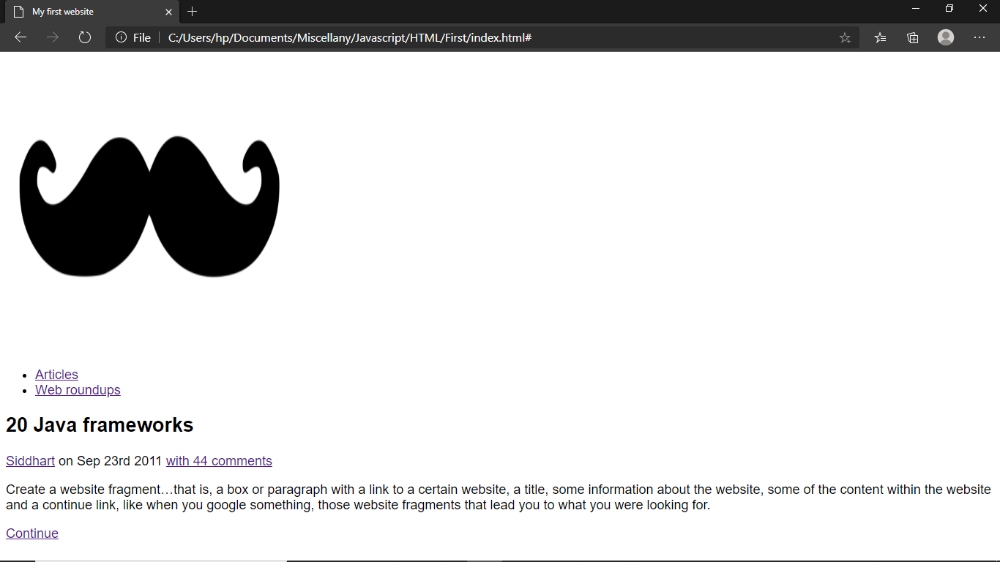 My first website
File
C:/Users/hp/Documents/Miscellany/Javascript/HTML/First/index.html#
Articles
Web roundups
20 Java frameworks
Siddhart on Sep 23rd 2011 with 44 comments
Create a website fragment…that is, a box or paragraph with a link to a certain website, a title, some information about the website, some of the content within the website
and a continue link, like when you google something, those website fragments that lead you to what you were looking for.
Continue